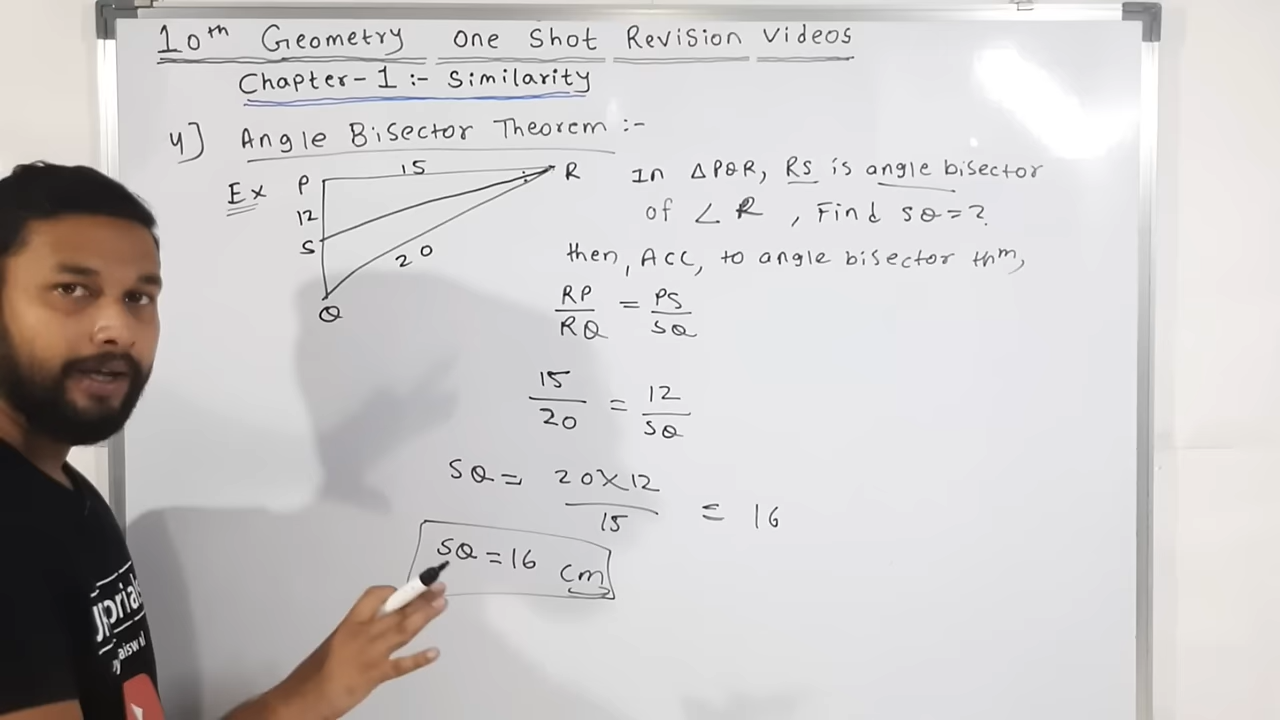 10th Geometry One Shot Revision Videos
Chapter-1:- Similarity
4] Angle Bisector Theorem :-
Ex
P
15
R
12
S
20
Q
In △PQR, RS is angle bisector
of ∠R, Find SQ=?
then, Acc, to angle bisector thm,
RP/RQ = PS/SQ
15/20 = 12/SQ
SQ = 20×12/15 = 16
SQ = 16 cm